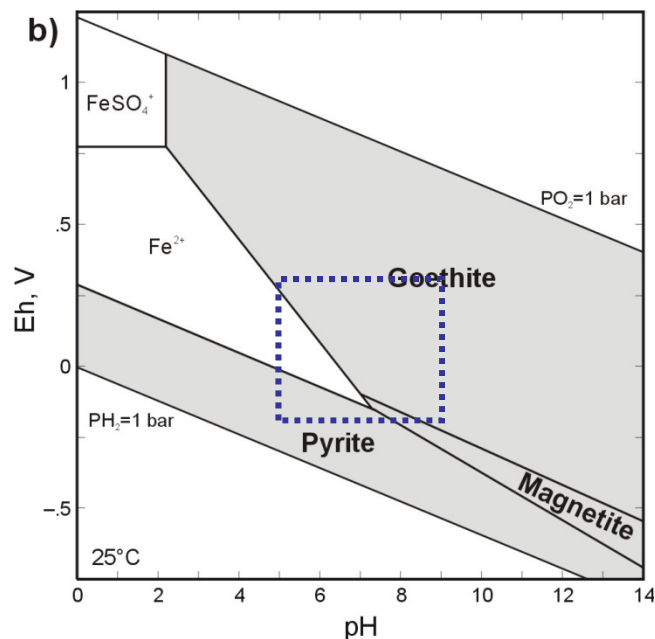 b)
1
FeSO₄⁺
PO₂=1 bar
.5
Fe²⁺
Goethite
Eh, V
0
PH₂=1 bar
Pyrite
Magnetite
–.5
25°C
0 2 4 6 8 10 12 14
pH